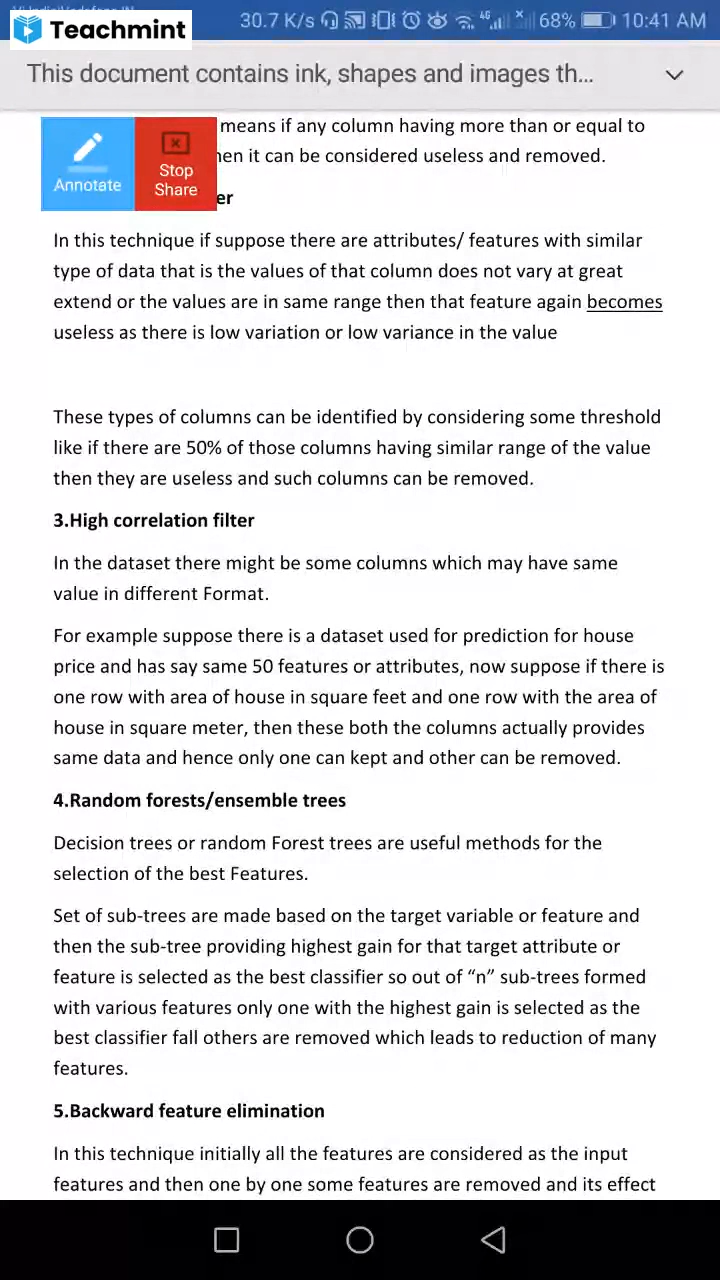 Teachmint
30.7 K/s 4G 68% 10:41 AM
This document contains ink, shapes and images th...
Annotate
Stop
Share
means if any column having more than or equal to
en it can be considered useless and removed.
er
In this technique if suppose there are attributes/ features with similar
type of data that is the values of that column does not vary at great
extend or the values are in same range then that feature again becomes
useless as there is low variation or low variance in the value
These types of columns can be identified by considering some threshold
like if there are 50% of those columns having similar range of the value
then they are useless and such columns can be removed.
3.High correlation filter
In the dataset there might be some columns which may have same
value in different Format.
For example suppose there is a dataset used for prediction for house
price and has say same 50 features or attributes, now suppose if there is
one row with area of house in square feet and one row with the area of
house in square meter, then these both the columns actually provides
same data and hence only one can kept and other can be removed.
4.Random forests/ensemble trees
Decision trees or random Forest trees are useful methods for the
selection of the best Features.
Set of sub-trees are made based on the target variable or feature and
then the sub-tree providing highest gain for that target attribute or
feature is selected as the best classifier so out of “n” sub-trees formed
with various features only one with the highest gain is selected as the
best classifier fall others are removed which leads to reduction of many
features.
5.Backward feature elimination
In this technique initially all the features are considered as the input
features and then one by one some features are removed and its effect